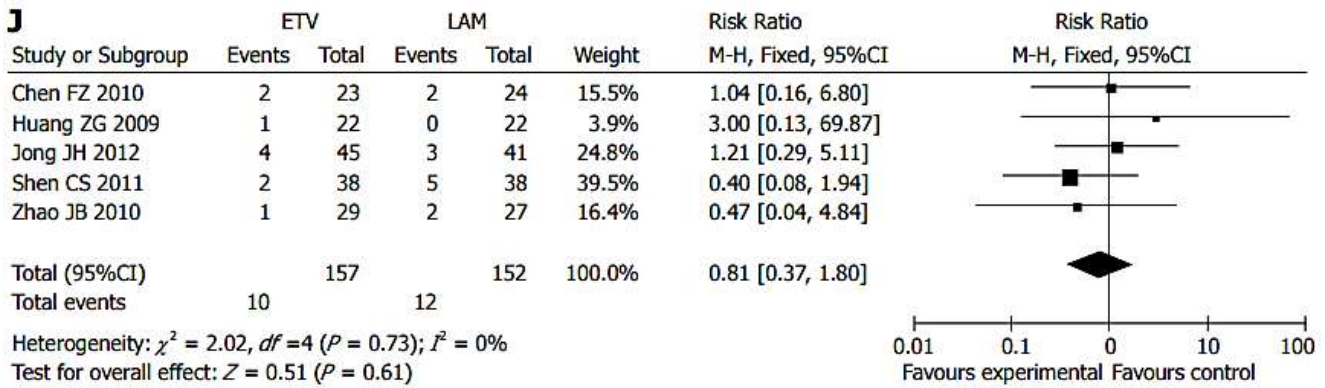 J
ETV LAM Risk Ratio Risk Ratio
Study or Subgroup Events Total Events Total Weight M-H, Fixed, 95%CI M-H, Fixed, 95%CI
Chen FZ 2010 2 23 2 24 15.5% 1.04 [0.16, 6.80]
Huang ZG 2009 1 22 0 22 3.9% 3.00 [0.13, 69.87]
Jong JH 2012 4 45 3 41 24.8% 1.21 [0.29, 5.11]
Shen CS 2011 2 38 5 38 39.5% 0.40 [0.08, 1.94]
Zhao JB 2010 1 29 2 27 16.4% 0.47 [0.04, 4.84]
Total (95%CI) 157 152 100.0% 0.81 [0.37, 1.80]
Total events 10 12
Heterogeneity: χ² = 2.02, df =4 (P = 0.73); I² = 0%
Test for overall effect: Z = 0.51 (P = 0.61)
0.01 0.1 0 10 100
Favours experimental Favours control